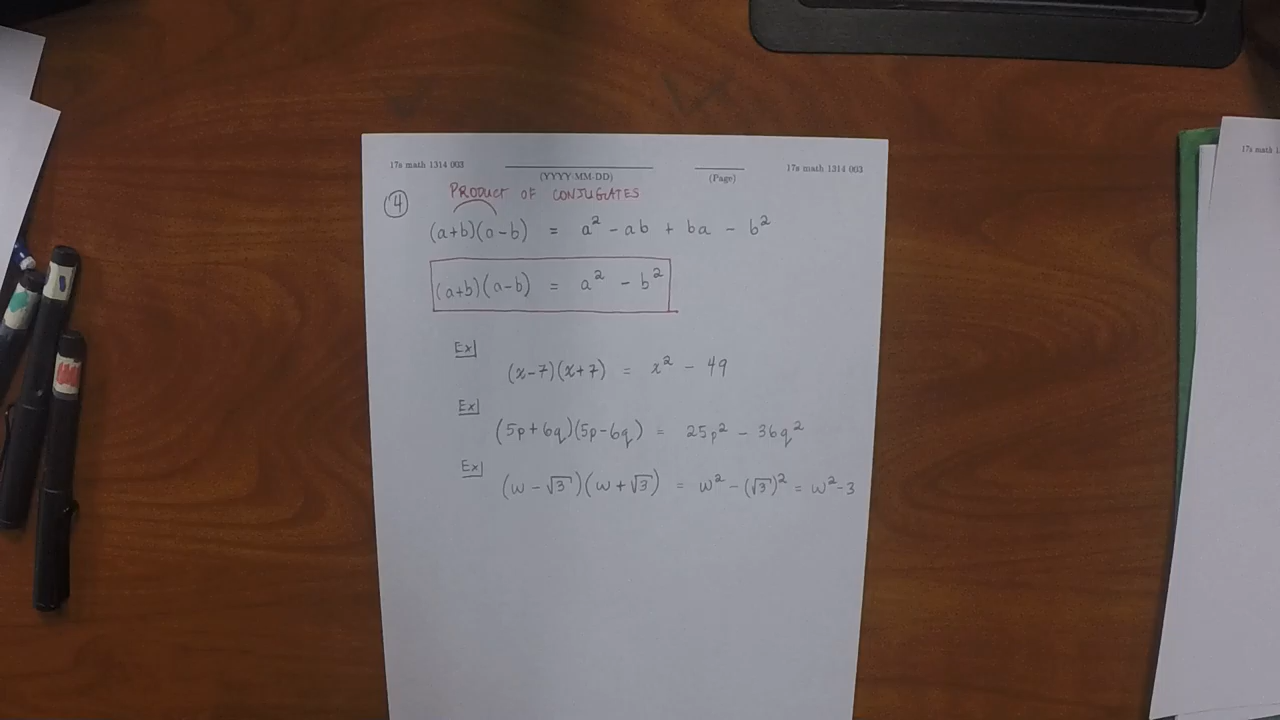 17s math 1314 003 (YYYY-MM-DD) (Page) 17s math 1314 003
④ PRODUCT OF CONJUGATES
(a+b)(a-b) = a² - ab + ba - b²
(a+b)(a-b) = a² - b²
Ex
(x-7)(x+7) = x² - 49
Ex
(5p+6q)(5p-6q) = 25p² - 36q²
Ex
(w-√3)(w+√3) = w² - (√3)² = w²-3